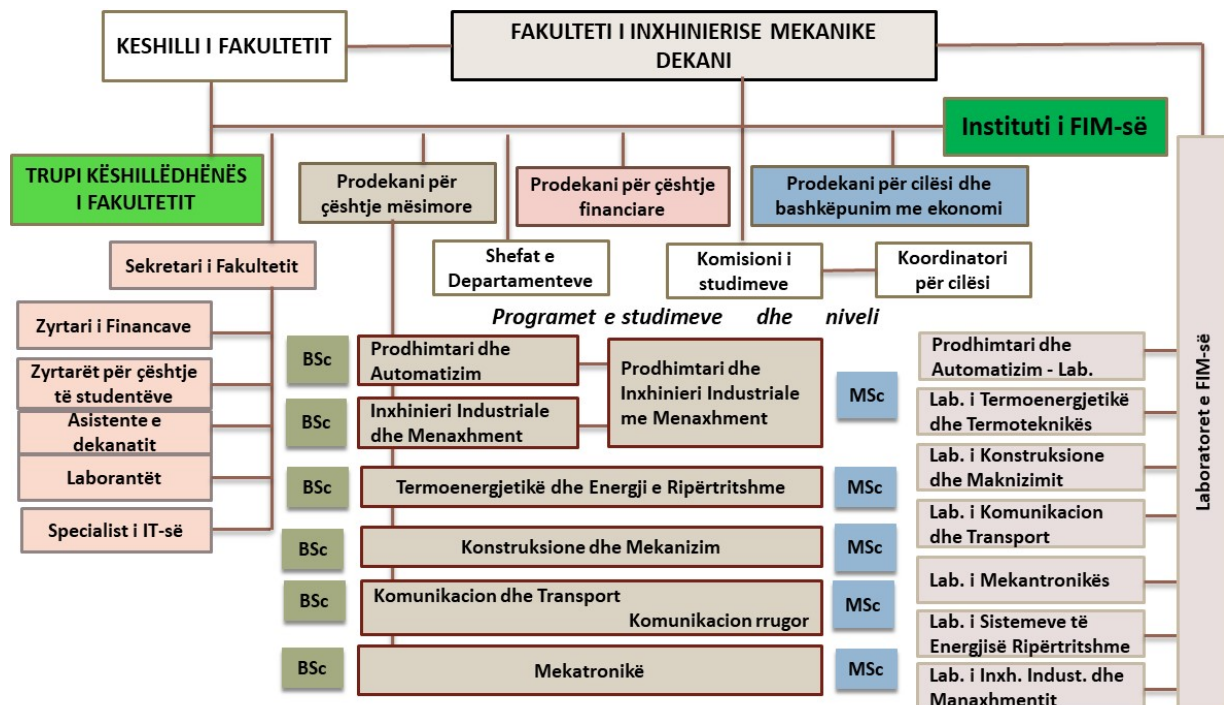 KESHILLI I FAKULTETIT
FAKULTETI I INXHINIERISE MEKANIKE
DEKANI
Instituti i FIM-së
TRUPI KËSHILLËDHËNËS
I FAKULTETIT
Prodekani për
çështje mësimore
Prodekani për çështje
financiare
Prodekani për cilësi dhe
bashkëpunim me ekonomi
Sekretari i Fakultetit
Shefat e
Departamenteve
Komisioni i
studimeve
Koordinatori
për cilësi
Zyrtari i Financave
Zyrtarët për çështje
të studentëve
Asistente e
dekanatit
Laborantët
Specialist i IT-së
Programet e studimeve dhe niveli
BSc
Prodhimtari dhe
Automatizim
BSc
Inxhinieri Industriale
dhe Menaxhment
Prodhimtari dhe
Inxhinieri Industriale
me Menaxhment
MSc
BSc
Termoenergjetikë dhe Energji e Ripërtritshme
MSc
BSc
Konstruksione dhe Mekanizim
MSc
BSc
Komunikacion dhe Transport
Komunikacion rrugor
MSc
BSc
Mekatronikë
MSc
Prodhimtari dhe
Automatizim - Lab.
Lab. i Termoenergjetikë
dhe Termoteknikës
Lab. i Konstruksione
dhe Maknizimit
Lab. i Komunikacion
dhe Transport
Lab. i Mekantronikës
Lab. i Sistemeve të
Energjisë Ripërtritshme
Lab. i Inxh. Indust. dhe
Manaxhmentit
Laboratoret e FIM-së